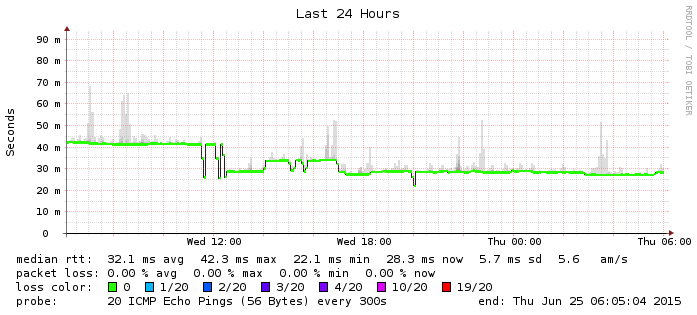 Last 24 Hours
RRDTOOL / TOBI OETIKER
Seconds
90 m
80 m
70 m
60 m
50 m
40 m
30 m
20 m
10 m
0
Wed 12:00 Wed 18:00 Thu 00:00 Thu 06:00
median rtt: 32.1 ms avg 42.3 ms max 22.1 ms min 28.3 ms now 5.7 ms sd 5.6 am/s
packet loss: 0.00 % avg 0.00 % max 0.00 % min 0.00 % now
loss color: 0 1/20 2/20 3/20 4/20 10/20 19/20
probe: 20 ICMP Echo Pings (56 Bytes) every 300s end: Thu Jun 25 06:05:04 2015